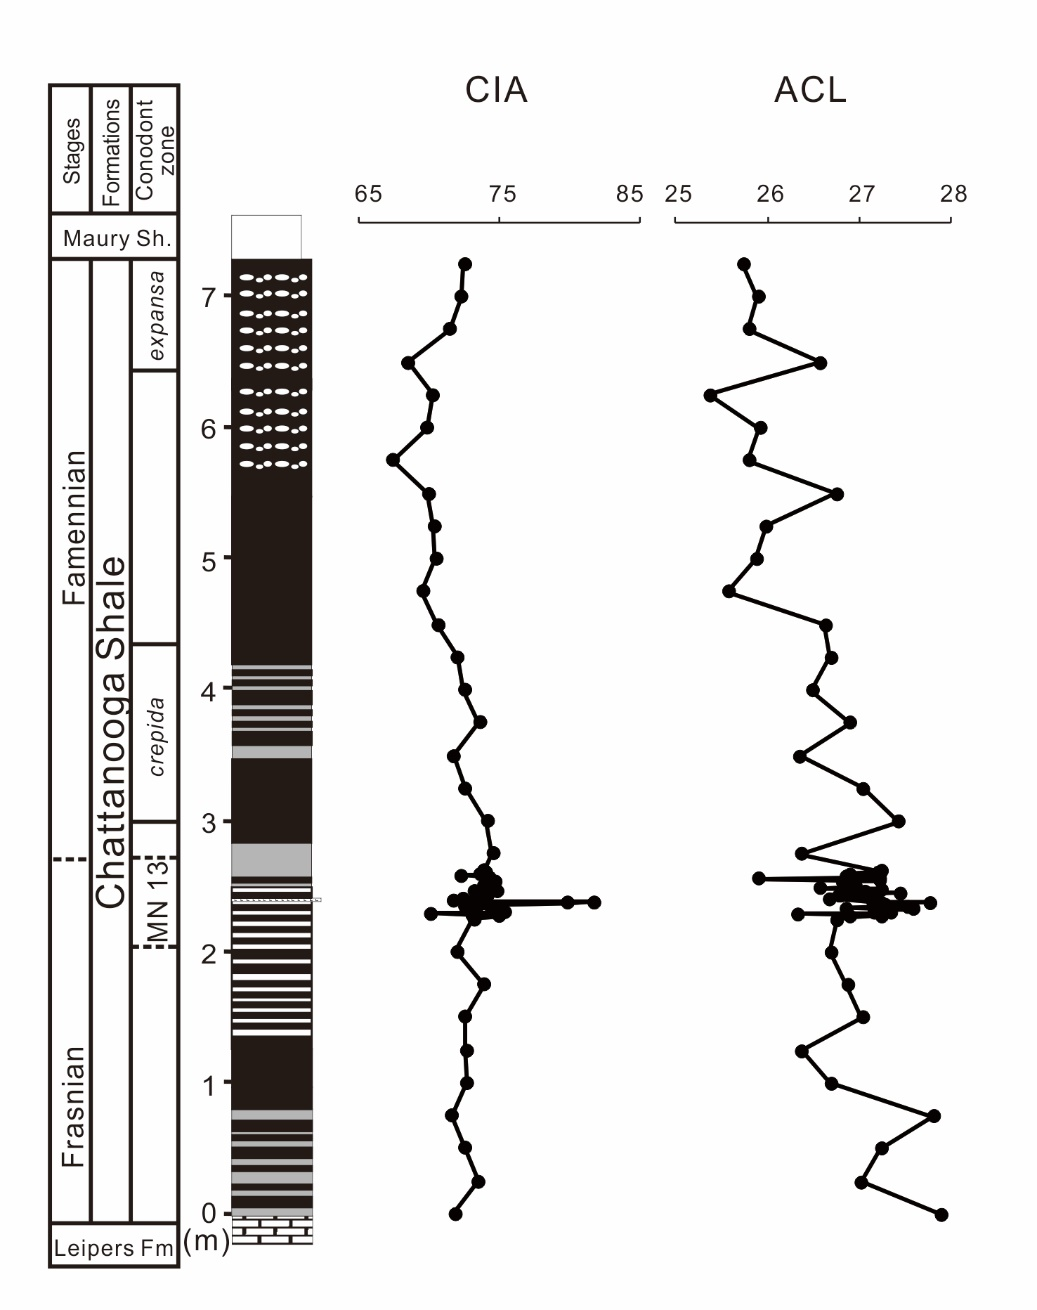 CIA
ACL
65 75 85
25 26 27 28
Stages
Formations
Conodont
zone
Maury Sh.
expansa
7
6
Famennian
Chattanooga Shale
5
4
crepida
3
MN 13
2
Frasnian
1
0
(m)
Leipers Fm